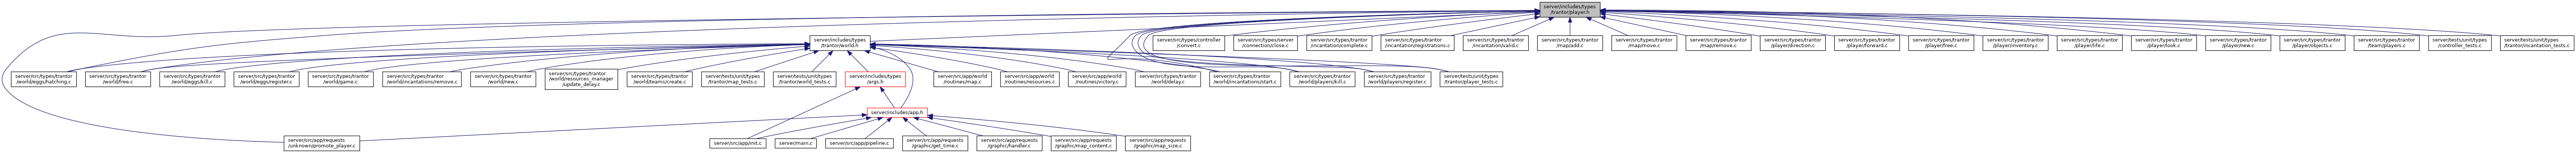 server/includes/types
/trantor/player.h
server/includes/types
/trantor/world.h
server/src/types/controller
/convert.c
server/src/types/server
/connection/close.c
server/src/types/trantor
/incantation/complete.c
server/src/types/trantor
/incantation/registrations.c
server/src/types/trantor
/incantation/valid.c
server/src/types/trantor
/map/add.c
server/src/types/trantor
/map/move.c
server/src/types/trantor
/map/remove.c
server/src/types/trantor
/player/direction.c
server/src/types/trantor
/player/forward.c
server/src/types/trantor
/player/free.c
server/src/types/trantor
/player/inventory.c
server/src/types/trantor
/player/life.c
server/src/types/trantor
/player/look.c
server/src/types/trantor
/player/new.c
server/src/types/trantor
/player/objects.c
server/src/types/trantor
/team/players.c
server/tests/unit/types
/controller_tests.c
server/tests/unit/types
/trantor/incantation_tests.c
server/src/types/trantor
/world/eggs/hatching.c
server/src/types/trantor
/world/free.c
server/src/types/trantor
/world/eggs/kill.c
server/src/types/trantor
/world/eggs/register.c
server/src/types/trantor
/world/game.c
server/src/types/trantor
/world/incantations/remove.c
server/src/types/trantor
/world/new.c
server/src/types/trantor
/world/resources_manager
/update_delay.c
server/src/types/trantor
/world/teams/create.c
server/tests/unit/types
/trantor/map_tests.c
server/tests/unit/types
/trantor/world_tests.c
server/includes/types
/args.h
server/src/app/world
/routines/map.c
server/src/app/world
/routines/resources.c
server/src/app/world
/routines/victory.c
server/src/types/trantor
/world/delay.c
server/src/types/trantor
/world/incantations/start.c
server/src/types/trantor
/world/players/kill.c
server/src/types/trantor
/world/players/register.c
server/tests/unit/types
/trantor/player_tests.c
server/includes/app.h
server/src/app/requests
/unknown/promote_player.c
server/src/app/init.c
server/main.c
server/src/app/pipeline.c
server/src/app/requests
/graphic/get_time.c
server/src/app/requests
/graphic/handler.c
server/src/app/requests
/graphic/map_content.c
server/src/app/requests
/graphic/map_size.c